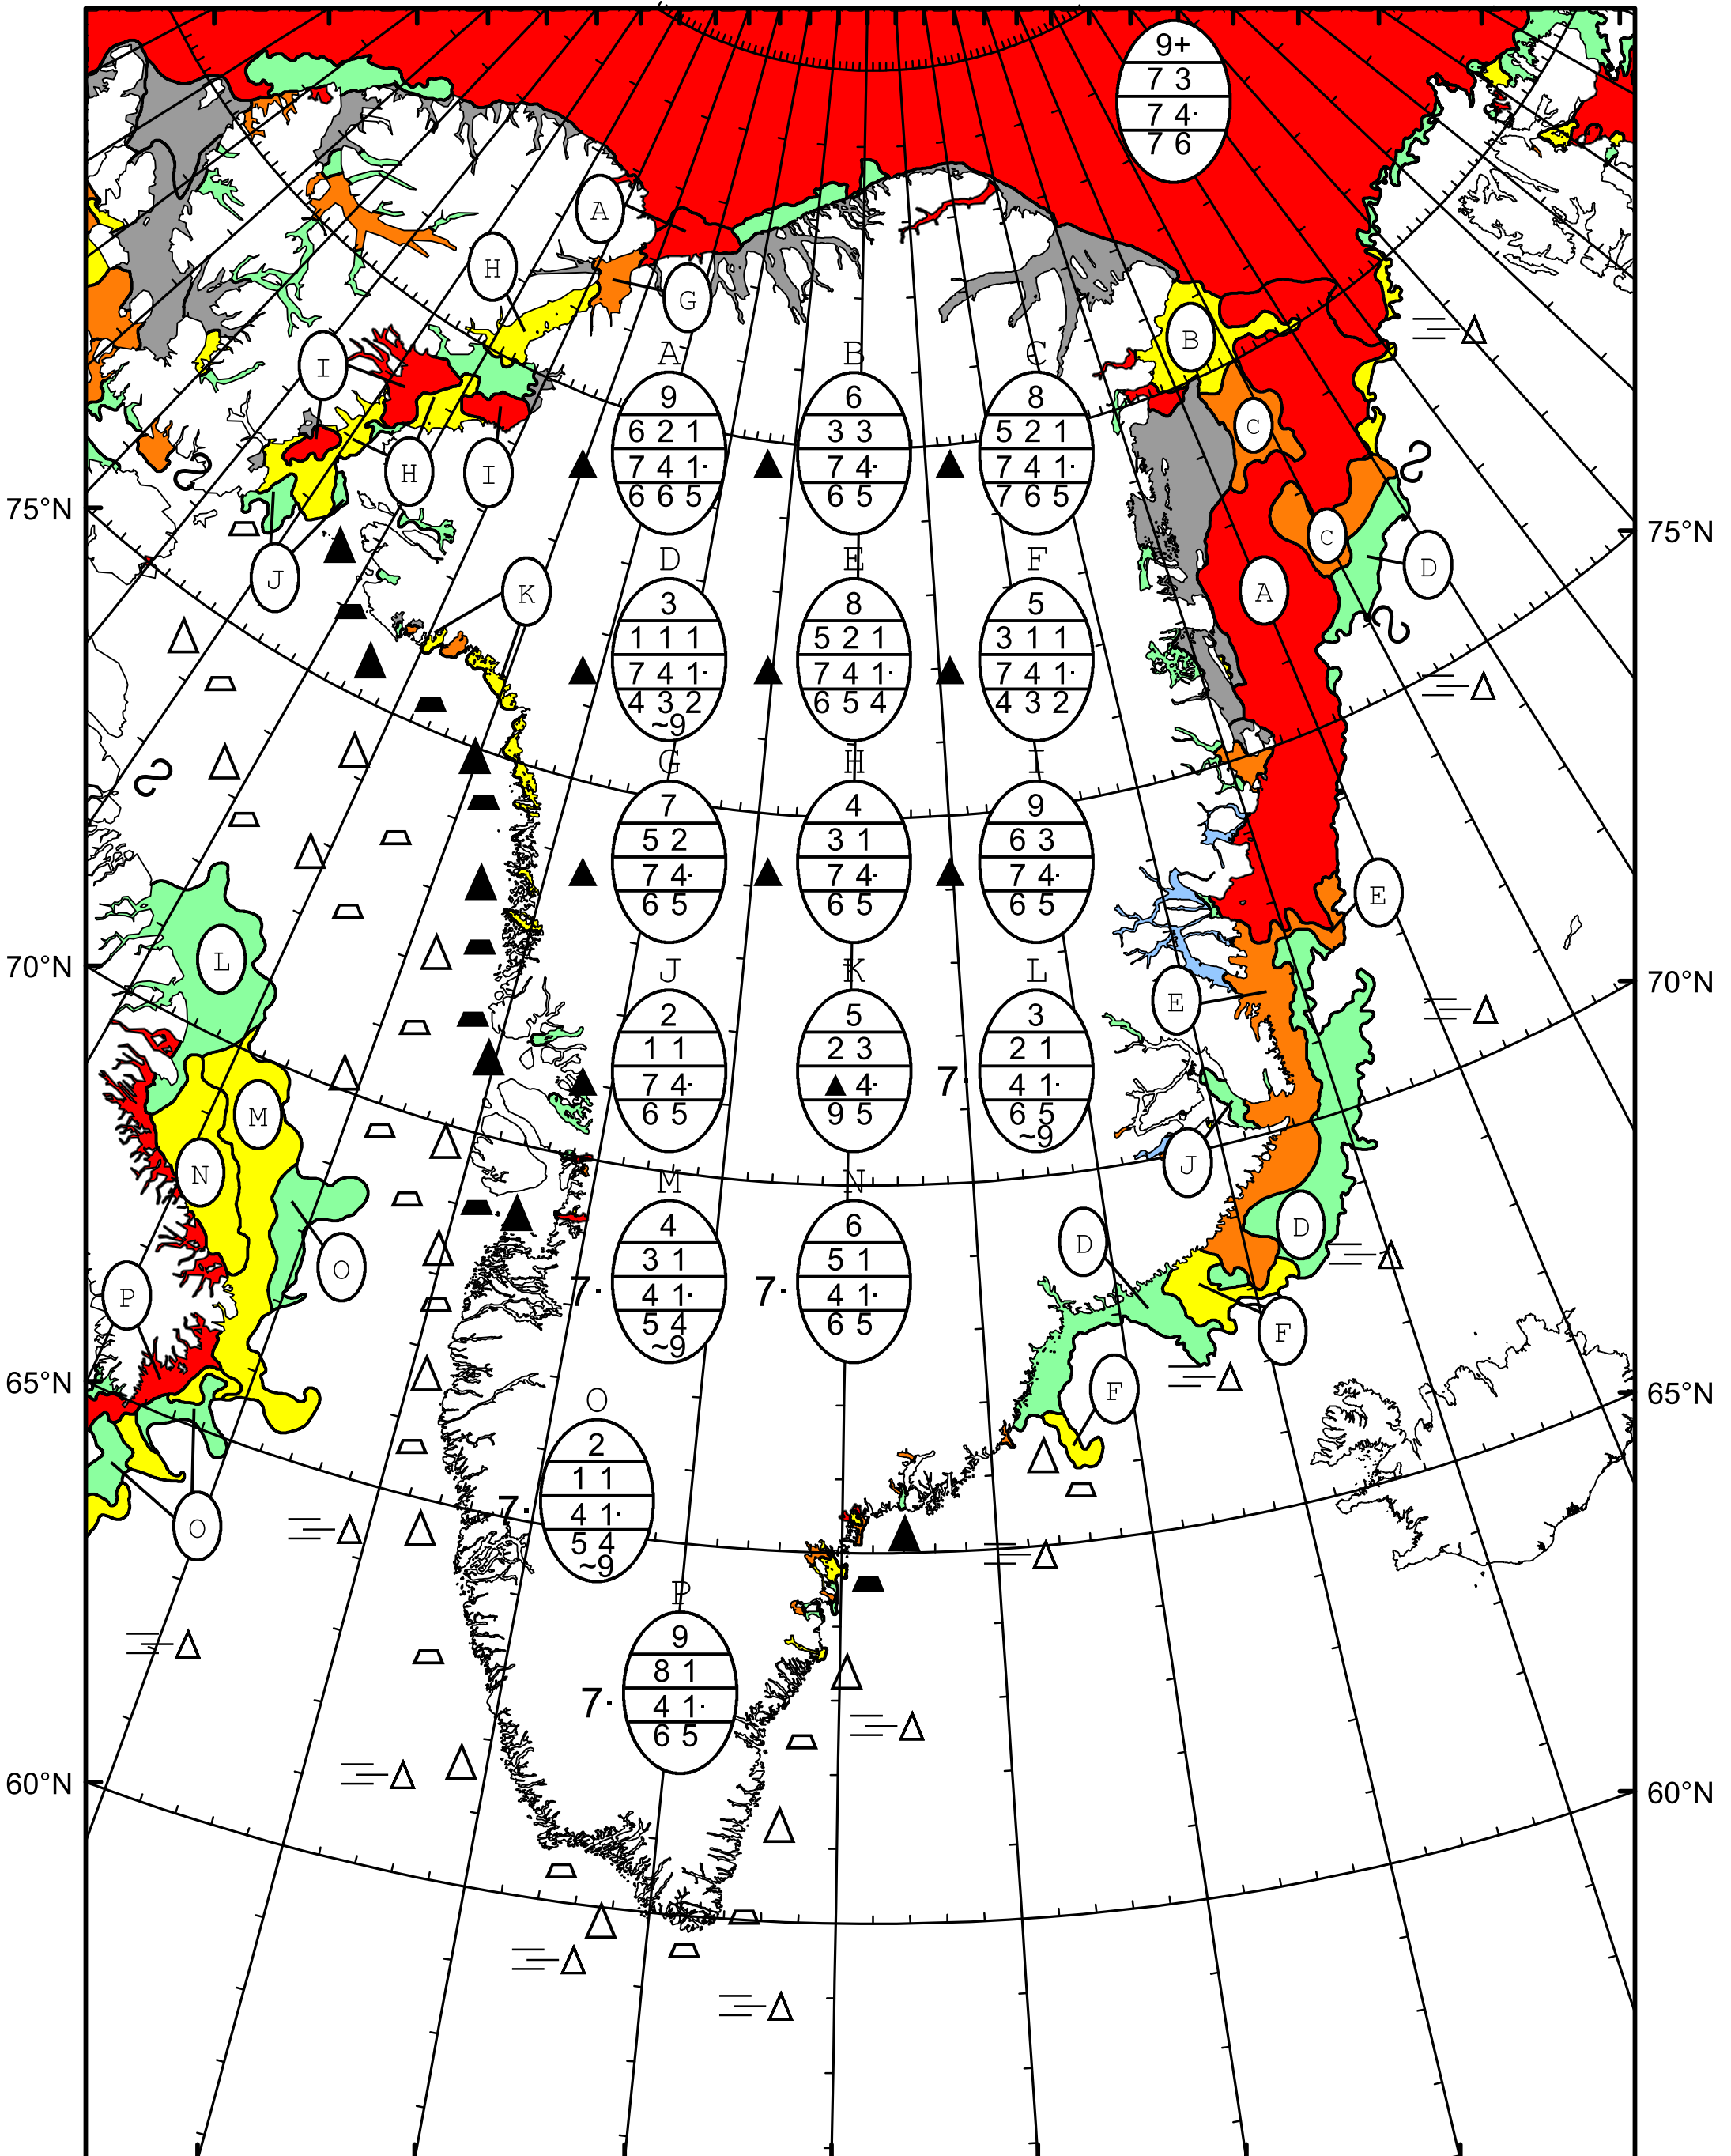 9+
7 3
7 4·
7 6
A
H
G
B
I
A B C
9 6 8
6 2 1 3 3 5 2 1
7 4 1· 7 4· 7 4 1·
6 6 5 6 5 7 6 5
C
H
I
75°N
75°N
C
D
J
K
A
D E F
3 8 5
1 1 1 5 2 1 3 1 1
7 4 1· 7 4 1· 7 4 1·
4 3 2 6 5 4 4 3 2
~9
G H I
7 4 9
5 2 3 1 6 3
7 4· 7 4· 7 4·
6 5 6 5 6 5
E
L
70°N
70°N
J K L
2 5 3
1 1 2 3 2 1
7 4· ▲ 4· 7· 4 1·
6 5 9 5 6 5
~9
E
M
N
J
M N
4 6
3 1 5 1
7· 4 1· 7· 4 1·
5 4 6 5
~9
D
D
O
P
F
65°N
65°N
F
O
2
1 1
7· 4 1·
5 4
~9
O
P
9
8 1
7· 4 1·
6 5
60°N
60°N